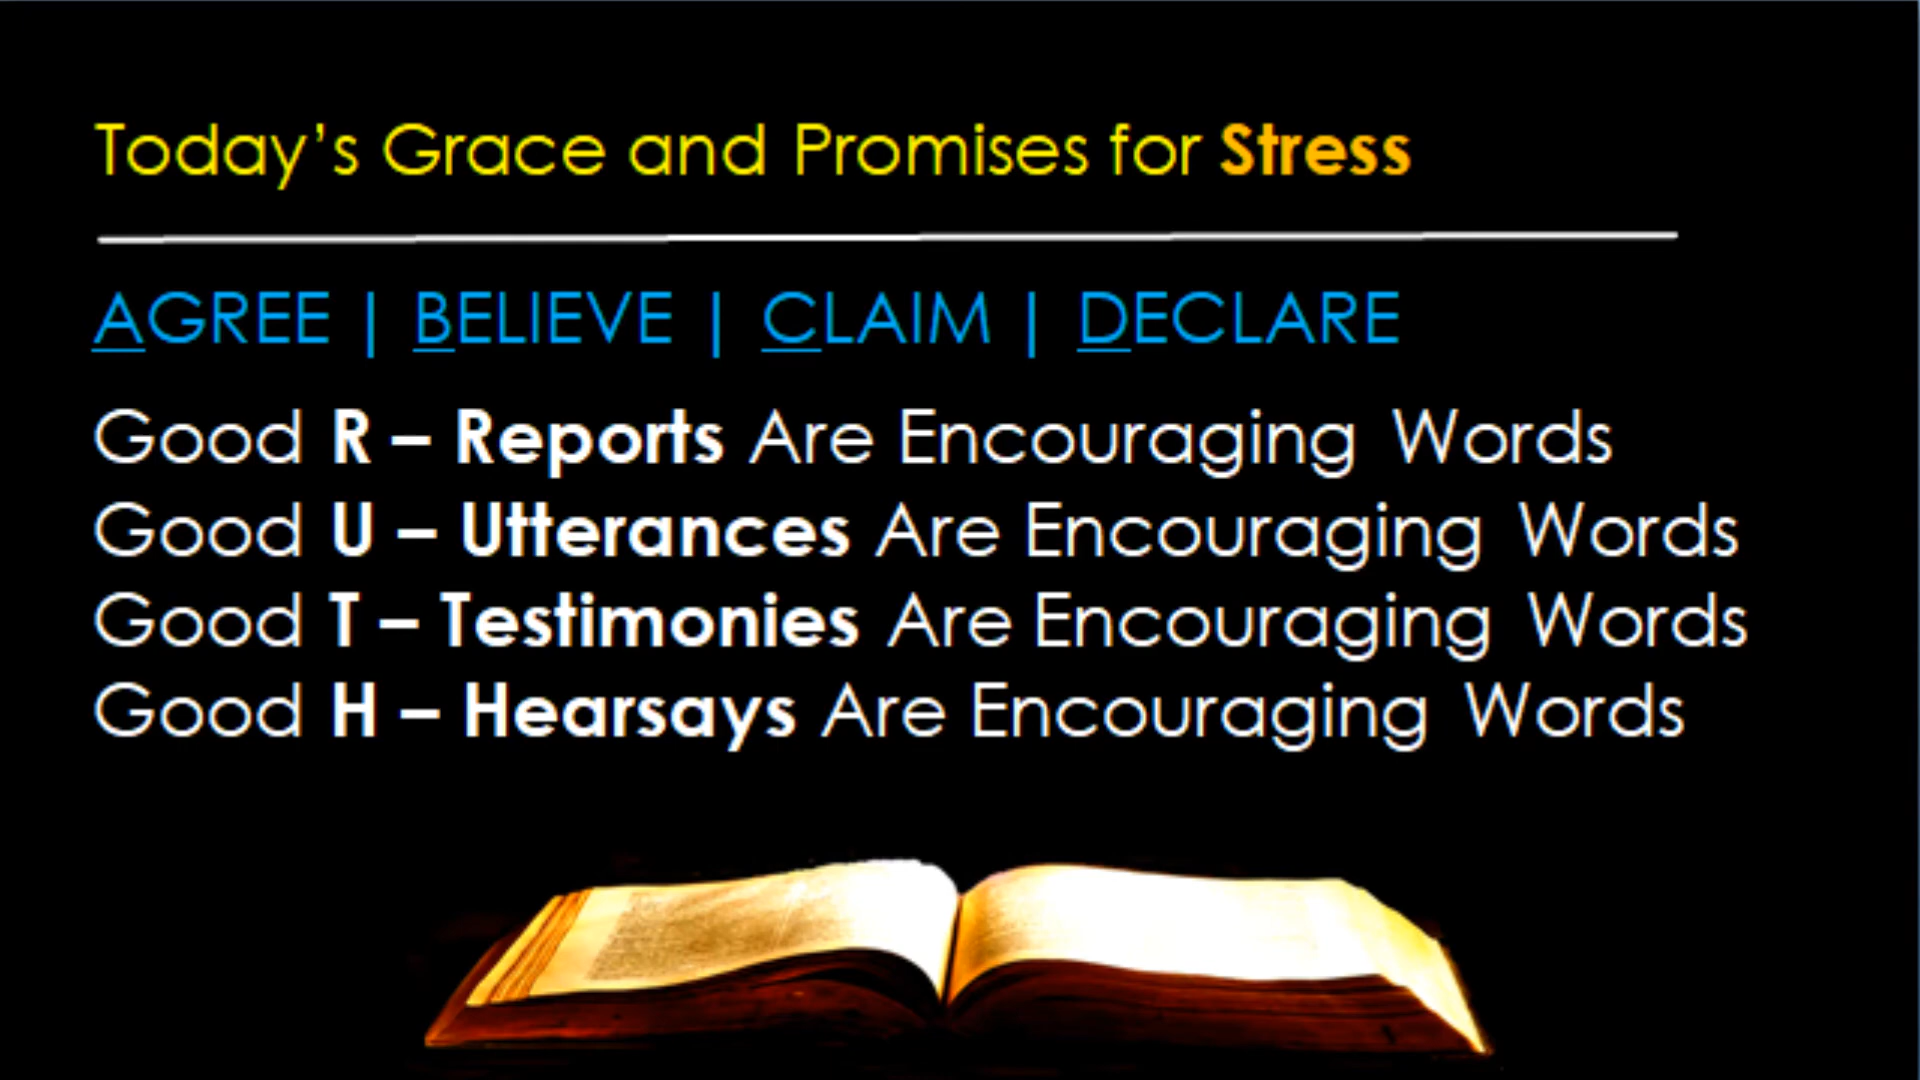 Today’s Grace and Promises for Stress
AGREE | BELIEVE | CLAIM | DECLARE
Good R – Reports Are Encouraging Words
Good U – Utterances Are Encouraging Words
Good T – Testimonies Are Encouraging Words
Good H – Hearsays Are Encouraging Words